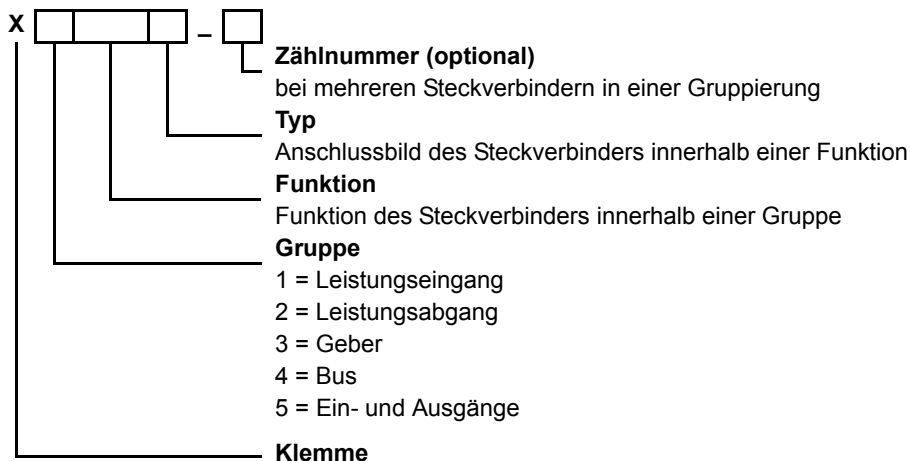 X –
Zählnummer (optional)
bei mehreren Steckverbindern in einer Gruppierung
Typ
Anschlussbild des Steckverbinders innerhalb einer Funktion
Funktion
Funktion des Steckverbinders innerhalb einer Gruppe
Gruppe
1 = Leistungseingang
2 = Leistungsabgang
3 = Geber
4 = Bus
5 = Ein- und Ausgänge
Klemme